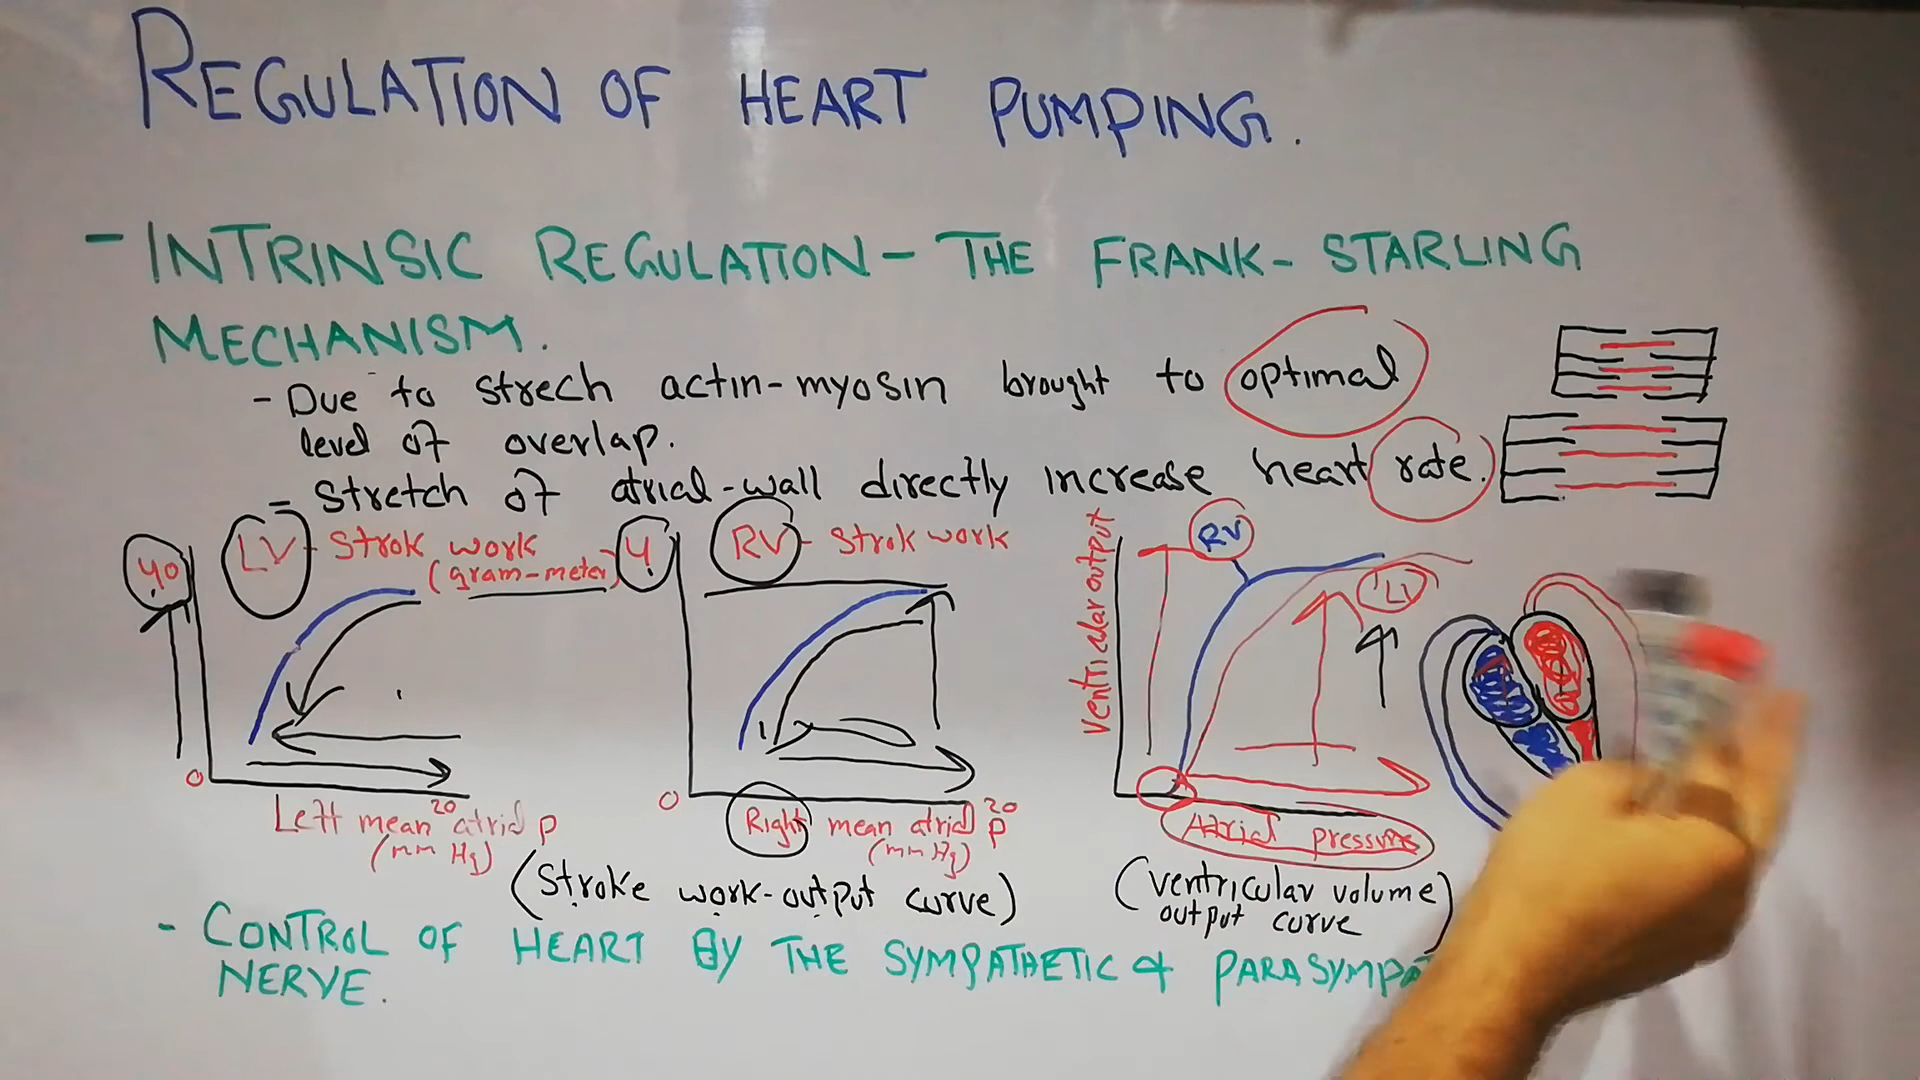 REGULATION OF HEART PUMPING.
- INTRINSIC REGULATION - THE FRANK - STARLING
MECHANISM.
- Due to strech actin-myosin brought to optimal
level of overlap.
- Stretch of atrial-wall directly increase heart rate.
40
LV - Strok work
(gram-meter)
0
20
Left mean atrial P
(mm Hg)
4
RV - Strok work
0
20
Right mean atrial P
(mm Hg)
(Stroke work-output curve)
Ventricular output
RV
LV
Atrial pressure
(ventricular volume)
output curve
- CONTROL OF HEART BY THE SYMPATHETIC &
NERVE.